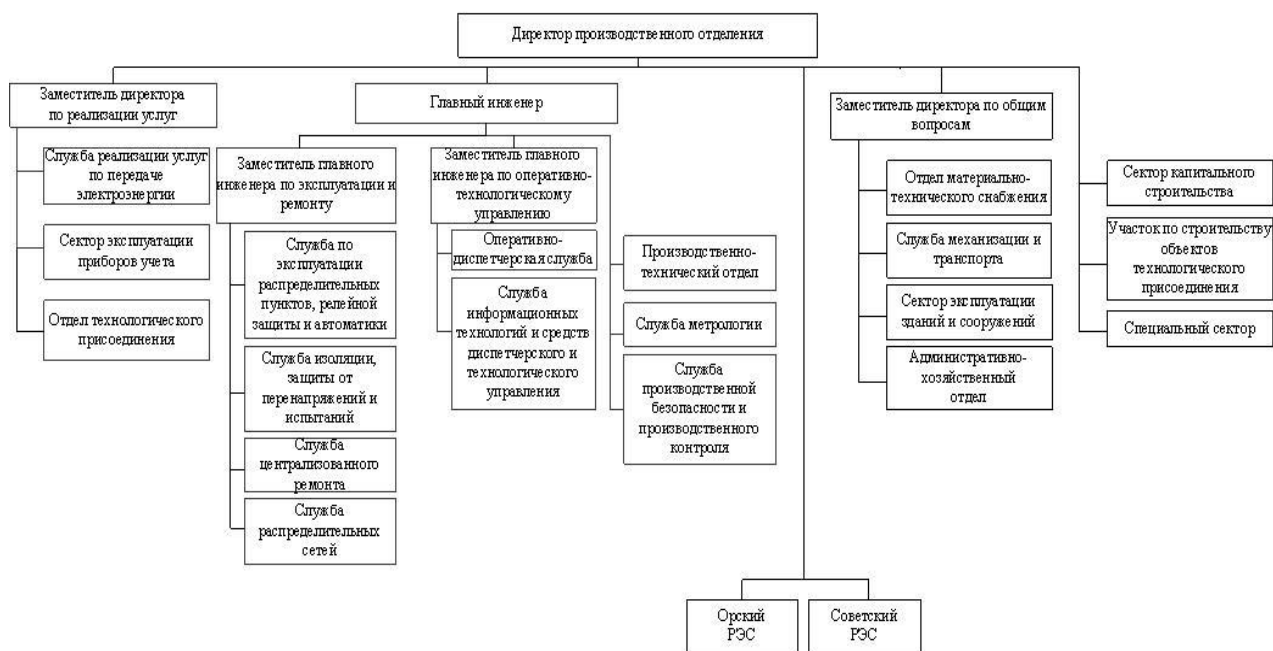 Директор производственного отделения
Заместитель директора
по реализации услуг
Служба реализации услуг
по передаче
электроэнергии
Сектор эксплуатации
приборов учета
Отдел технологического
присоединения
Главный инженер
Заместитель главного
инженера по эксплуатации и
ремонту
Служба по
эксплуатации
распределительных
пунктов, релейной
защиты и автоматики
Служба изоляции,
защиты от
перенапряжений и
испытаний
Служба
централизованного
ремонта
Служба
распределительных
сетей
Заместитель главного
инженера по оперативно-
технологическому
управлению
Оперативно-
диспетчерская служба
Служба
информационных
технологий и средств
диспетчерского и
технологического
управления
Производственно-
технический отдел
Служба метрологии
Служба
производственной
безопасности и
производственного
контроля
Заместитель директора по общим
вопросам
Отдел материально-
технического снабжения
Служба механизации и
транспорта
Сектор эксплуатации
зданий и сооружений
Административно-
хозяйственный
отдел
Сектор капитального
строительства
Участок по строительству
объектов
технологического
присоединения
Специальный сектор
Орский
РЭС
Советский
РЭС